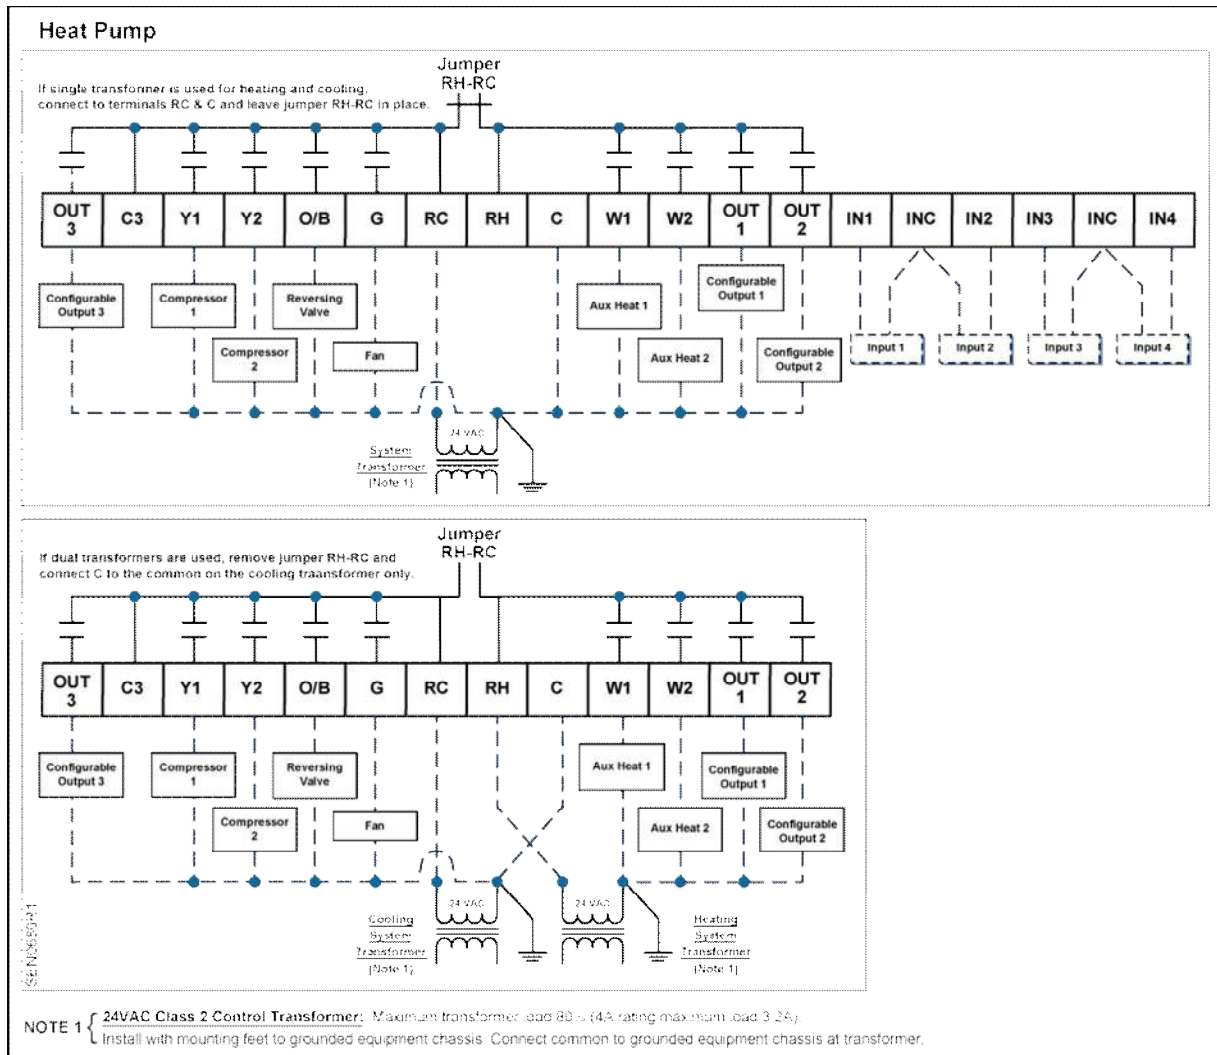 Heat Pump
Jumper
RH-RC
If single transformer is used for heating and cooling,
connect to terminals RC & C and leave jumper RH-RC in place.
OUT 3 C3 Y1 Y2 O/B G RC RH C W1 W2 OUT 1 OUT 2 IN1 INC IN2 IN3 INC IN4
Configurable Output 3
Compressor 1
Reversing Valve
Compressor 2
Fan
Aux Heat 1
Configurable Output 1
Aux Heat 2
Configurable Output 2
Input 1
Input 2
Input 3
Input 4
24 VAC
System
Transformer
(Note 1)
Jumper
RH-RC
If dual transformers are used, remove jumper RH-RC and
connect C to the common on the cooling traansformer only.
OUT 3 C3 Y1 Y2 O/B G RC RH C W1 W2 OUT 1 OUT 2
Configurable Output 3
Compressor 1
Reversing Valve
Compressor 2
Fan
Aux Heat 1
Configurable Output 1
Aux Heat 2
Configurable Output 2
24 VAC
24 VAC
Cooling
System
Transformer
(Note 1)
Heating
System
Transformer
(Note 1)
NOTE 1 { 24VAC Class 2 Control Transformer: Maximum transformer load (4A rating maximum load 3.2A).
Install with mounting feet to grounded equipment chassis. Connect common to grounded equipment chassis at transformer.